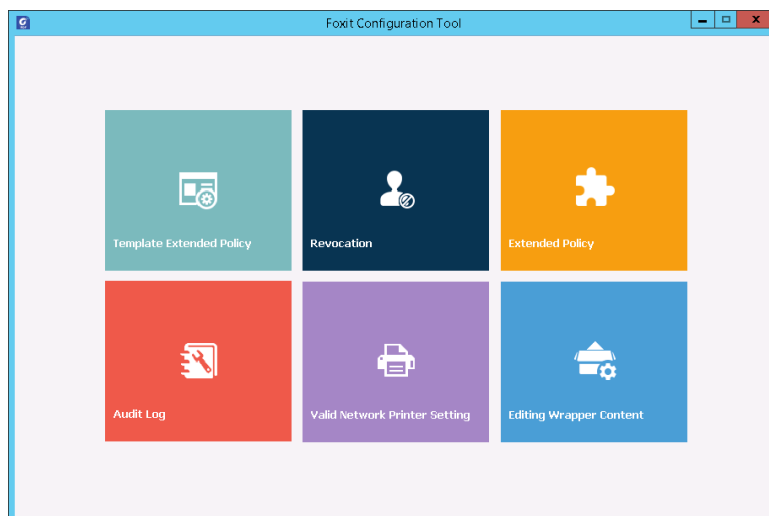 Foxit Configuration Tool
Template Extended Policy
Revocation
Extended Policy
Audit Log
Valid Network Printer Setting
Editing Wrapper Content